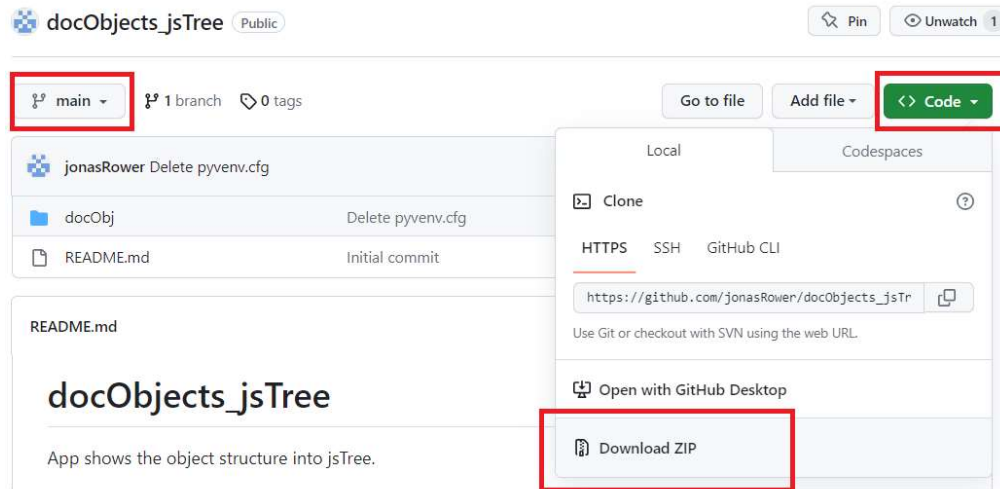 docObjects_jsTree Public Pin Unwatch 1
main 1 branch 0 tags Go to file Add file Code
Local Codespaces
jonasRower Delete pyvenv.cfg
Clone
docObj Delete pyvenv.cfg
README.md Initial commit
HTTPS SSH GitHub CLI
https://github.com/jonasRower/docObjects_jsTr
Use Git or checkout with SVN using the web URL.
README.md
Open with GitHub Desktop
docObjects_jsTree
Download ZIP
App shows the object structure into jsTree.